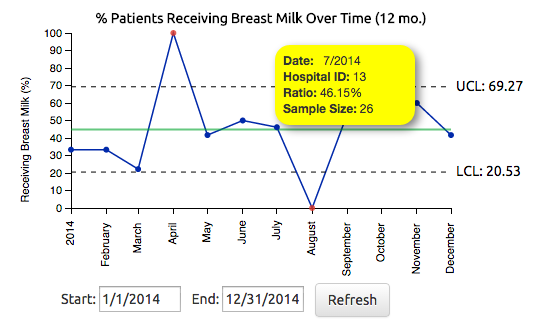 % Patients Receiving Breast Milk Over Time (12 mo.)
Receiving Breast Milk (%)
100
90
80
70
60
50
40
30
20
10
0
2014
February
March
April
May
June
July
August
September
October
November
December
Date: 7/2014
Hospital ID: 13
Ratio: 46.15%
Sample Size: 26
UCL: 69.27
LCL: 20.53
Start: 1/1/2014 End: 12/31/2014 Refresh